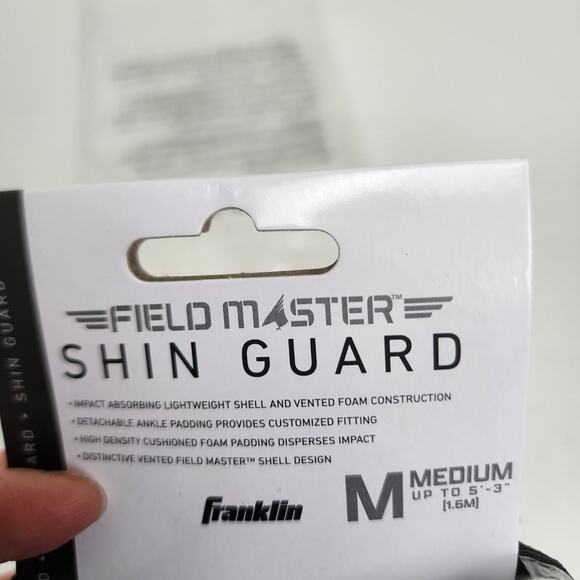 FIELD MASTER™
SHIN GUARD
• IMPACT ABSORBING LIGHTWEIGHT SHELL AND VENTED FOAM CONSTRUCTION
• DETACHABLE ANKLE PADDING PROVIDES CUSTOMIZED FITTING
• HIGH DENSITY CUSHIONED FOAM PADDING DISPERSES IMPACT
• DISTINCTIVE VENTED FIELD MASTER™ SHELL DESIGN
Franklin
M MEDIUM
UP TO 5'-3"
(1.6M)
ARD • SHIN GUARD